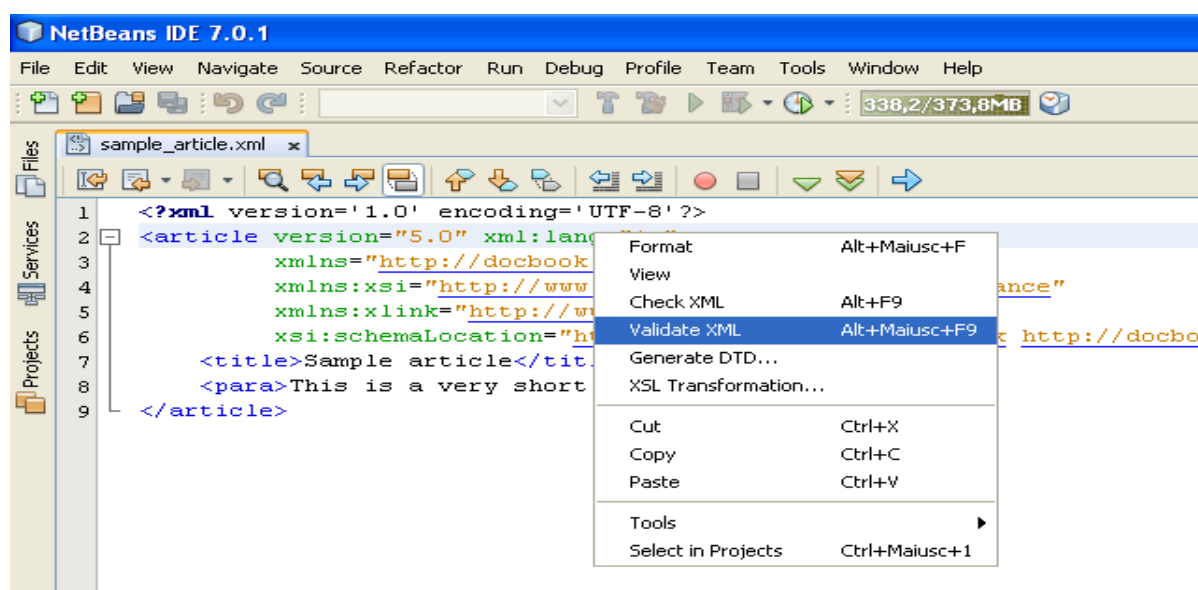 NetBeans IDE 7.0.1
File Edit View Navigate Source Refactor Run Debug Profile Team Tools Window Help
338,2/373,8MB
Files
Services
Projects
sample_article.xml x
1 <?xml version='1.0' encoding='UTF-8'?>
2 <article version="5.0" xml:lang
3 xmlns="http://docbook
4 xmlns:xsi="http://www ance"
5 xmlns:xlink="http://w
6 xsi:schemaLocation="h http://docbo
7 <title>Sample article</tit
8 <para>This is a very short
9 </article>
Format Alt+Maiusc+F
View
Check XML Alt+F9
Validate XML Alt+Maiusc+F9
Generate DTD...
XSL Transformation...
Cut Ctrl+X
Copy Ctrl+C
Paste Ctrl+V
Tools
Select in Projects Ctrl+Maiusc+1